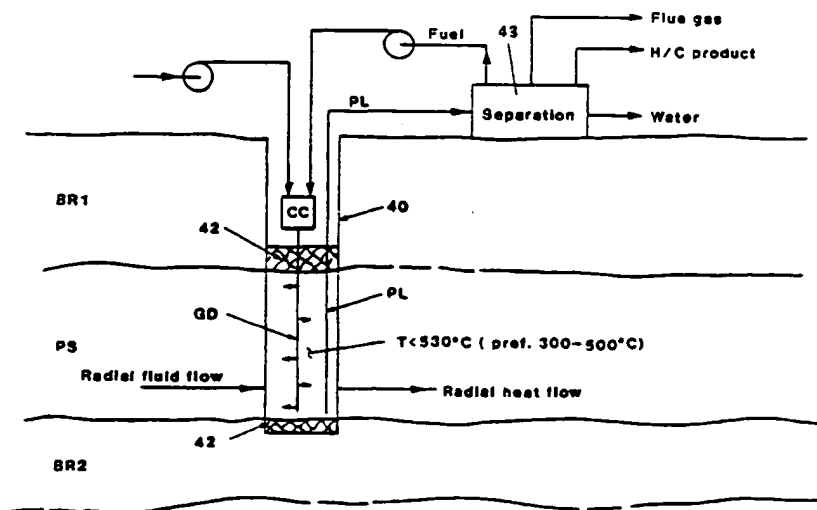 Flue gas
Fuel
43
H/C product
PL
Separation
Water
BR1
CC
40
42
PL
GD
T<530°C ( pref. 300-500°C)
PS
Radial fluid flow
Radial heat flow
42
BR2